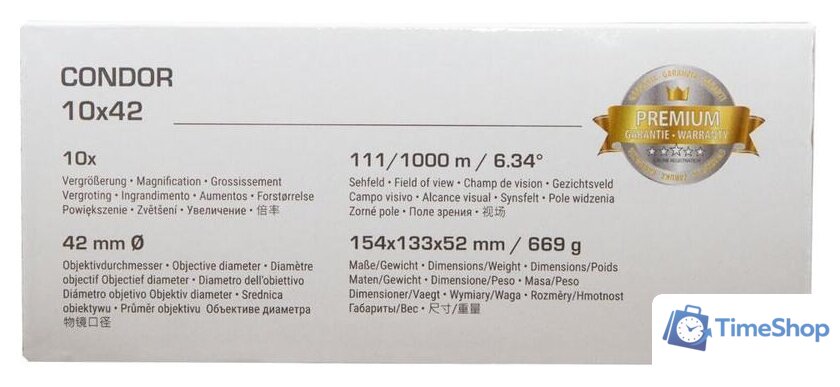 CONDOR
10x42
10x
Vergrößerung • Magnification • Grossissement
Vergroting • Ingrandimento • Aumentos • Forstørrelse
Powiększenie • Zvětšení • Увеличение • 倍率
42 mm Ø
Objektivdurchmesser • Objective diameter • Diamètre
objectif Objectief diameter • Diametro dell'obiettivo
Diámetro objetivo Objektiv diameter • Srednica
obiektywu • Průměr objektivu Объективе диаметра
物镜口径
111/1000 m / 6.34°
Sehfeld • Field of view • Champ de vision • Gezichtsveld
Campo visivo • Alcance visual • Synsfelt • Pole widzenia
Zorné pole • Поле зрения • 视场
154x133x52 mm / 669 g
Maße/Gewicht • Dimensions/Weight • Dimensions/Poids
Maten/Gewicht • Dimensione/Peso • Masa/Peso
Dimensioner/Vaegt • Wymiary/Waga • Rozměry/Hmotnost
Габариты/Вес • 尺寸/重量
PREMIUM
GARANTIE • WARRANTY
TimeShop